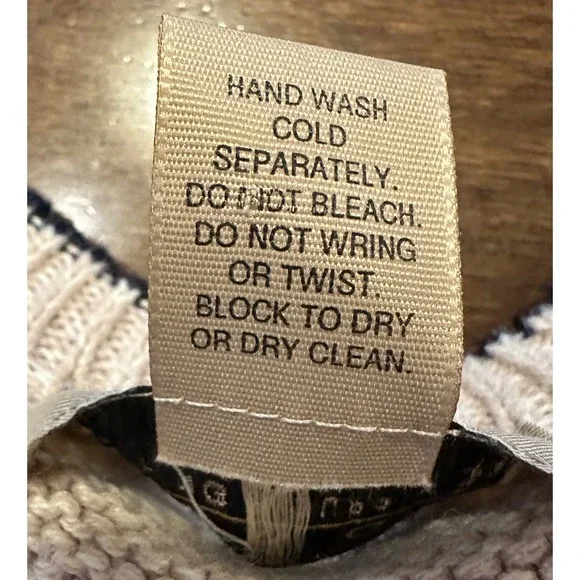 HAND WASH
COLD
SEPARATELY.
DO NOT BLEACH.
DO NOT WRING
OR TWIST.
BLOCK TO DRY
OR DRY CLEAN.